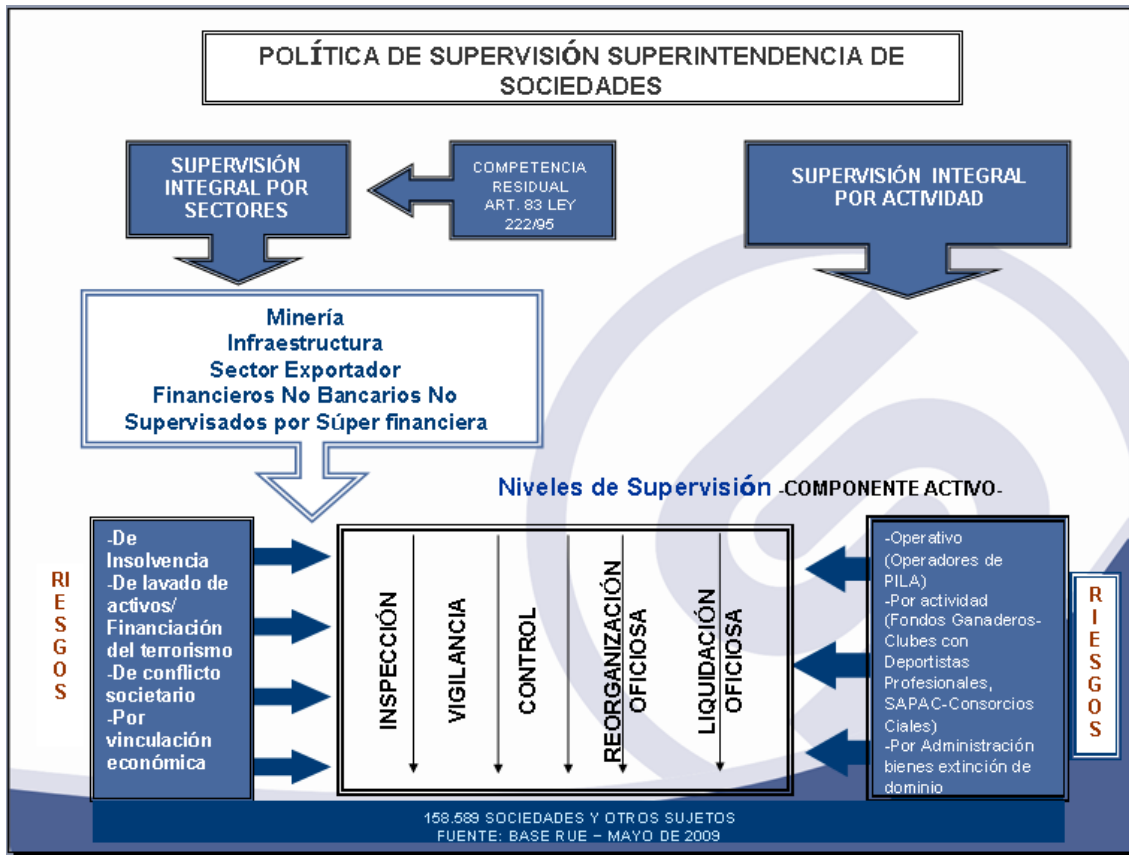 POLÍTICA DE SUPERVISIÓN SUPERINTENDENCIA DE
SOCIEDADES
SUPERVISIÓN
INTEGRAL POR
SECTORES
COMPETENCIA
RESIDUAL
ART. 83 LEY
222/95
SUPERVISIÓN INTEGRAL
POR ACTIVIDAD
Minería
Infraestructura
Sector Exportador
Financieros No Bancarios No
Supervisados por Súper financiera
Niveles de Supervisión -COMPONENTE ACTIVO-
RI
E
S
G
O
S
-De
Insolvencia
-De lavado de
activos/
Financiación
del terrorismo
-De conflicto
societario
-Por
vinculación
económica
INSPECCIÓN
VIGILANCIA
CONTROL
REORGANIZACIÓN
OFICIOSA
LIQUIDACIÓN
OFICIOSA
-Operativo
(Operadores de
PILA)
-Por actividad
(Fondos Ganaderos-
Clubes con
Deportistas
Profesionales,
SAPAC-Consorcios
Ciales)
-Por Administración
bienes extinción de
dominio
R
I
E
S
G
O
S
158.589 SOCIEDADES Y OTROS SUJETOS
FUENTE: BASE RUE – MAYO DE 2009